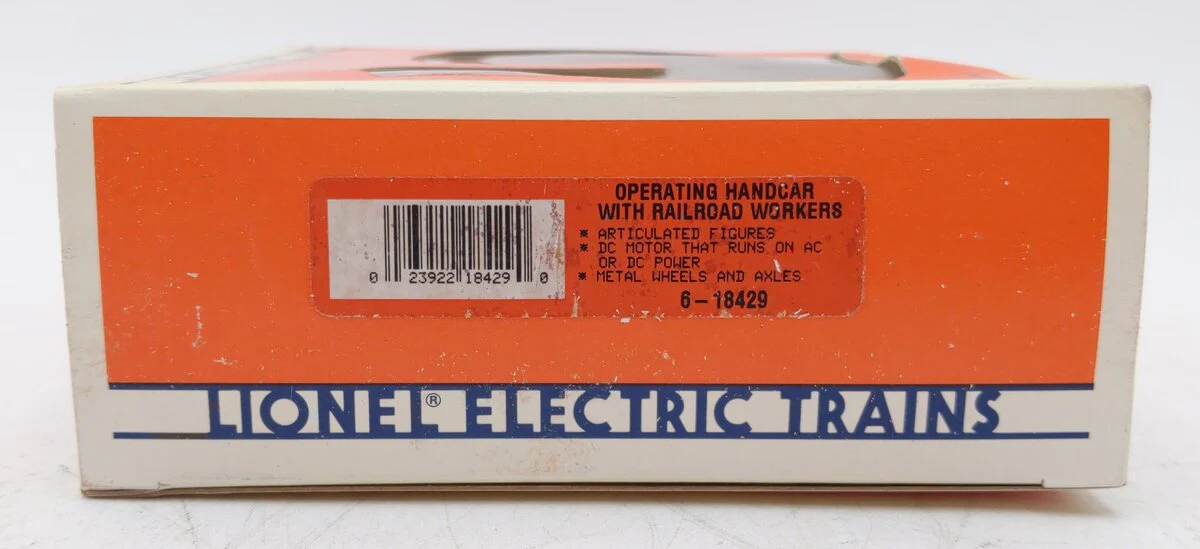 OPERATING HANDCAR
WITH RAILROAD WORKERS
* ARTICULATED FIGURES
* DC MOTOR THAT RUNS ON AC
OR DC POWER
* METAL WHEELS AND AXLES
6-18429
0 23922 18429 0
LIONEL® ELECTRIC TRAINS